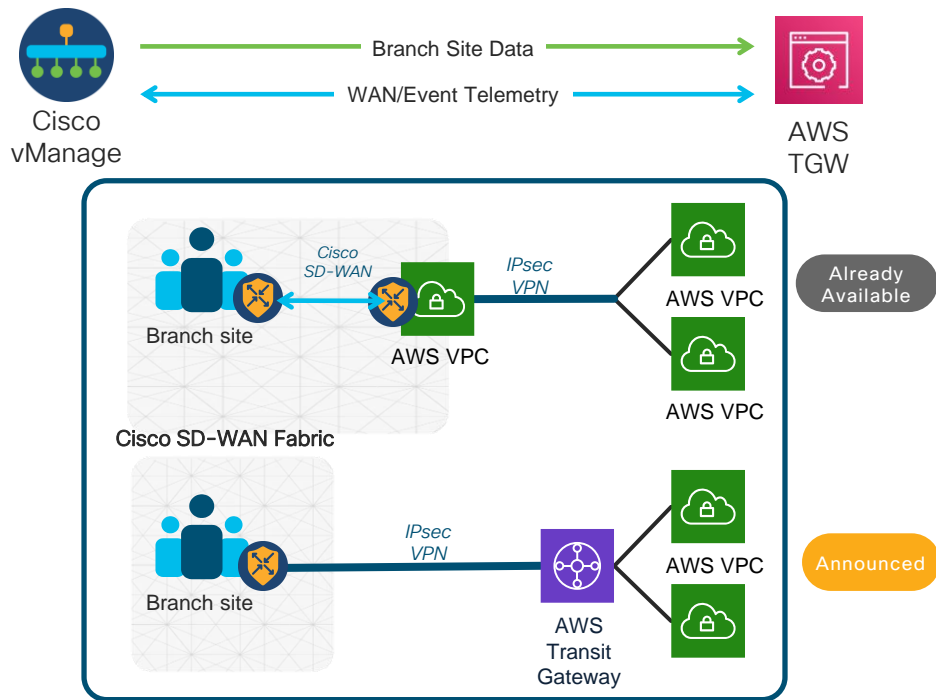 Branch Site Data
WAN/Event Telemetry
Cisco
vManage
AWS
TGW
Cisco
SD-WAN
IPsec
VPN
Branch site
AWS VPC
AWS VPC
AWS VPC
Already
Available
Cisco SD-WAN Fabric
IPsec
VPN
Branch site
AWS
Transit
Gateway
AWS VPC
Announced